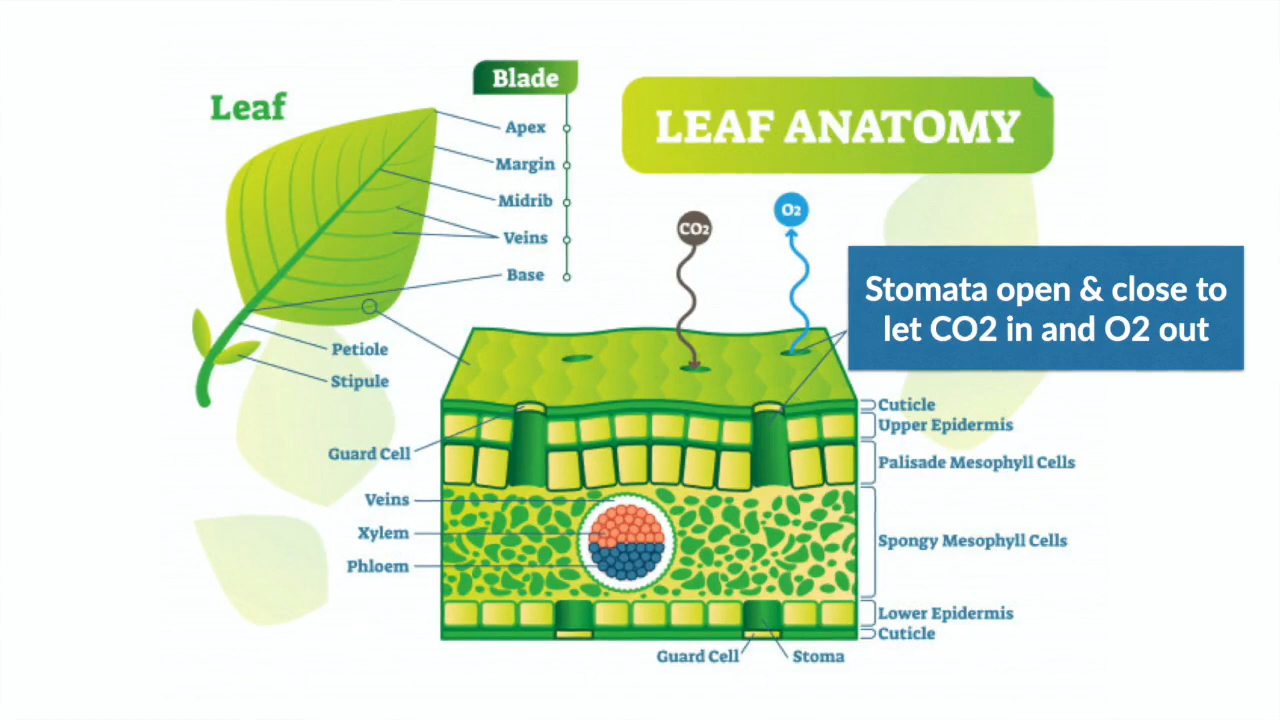 Leaf
Blade
Apex
Margin
Midrib
Veins
Base
Petiole
Stipule
LEAF ANATOMY
CO2
O2
Stomata open & close to
let CO2 in and O2 out
Guard Cell
Veins
Xylem
Phloem
Cuticle
Upper Epidermis
Palisade Mesophyll Cells
Spongy Mesophyll Cells
Lower Epidermis
Cuticle
Guard Cell
Stoma